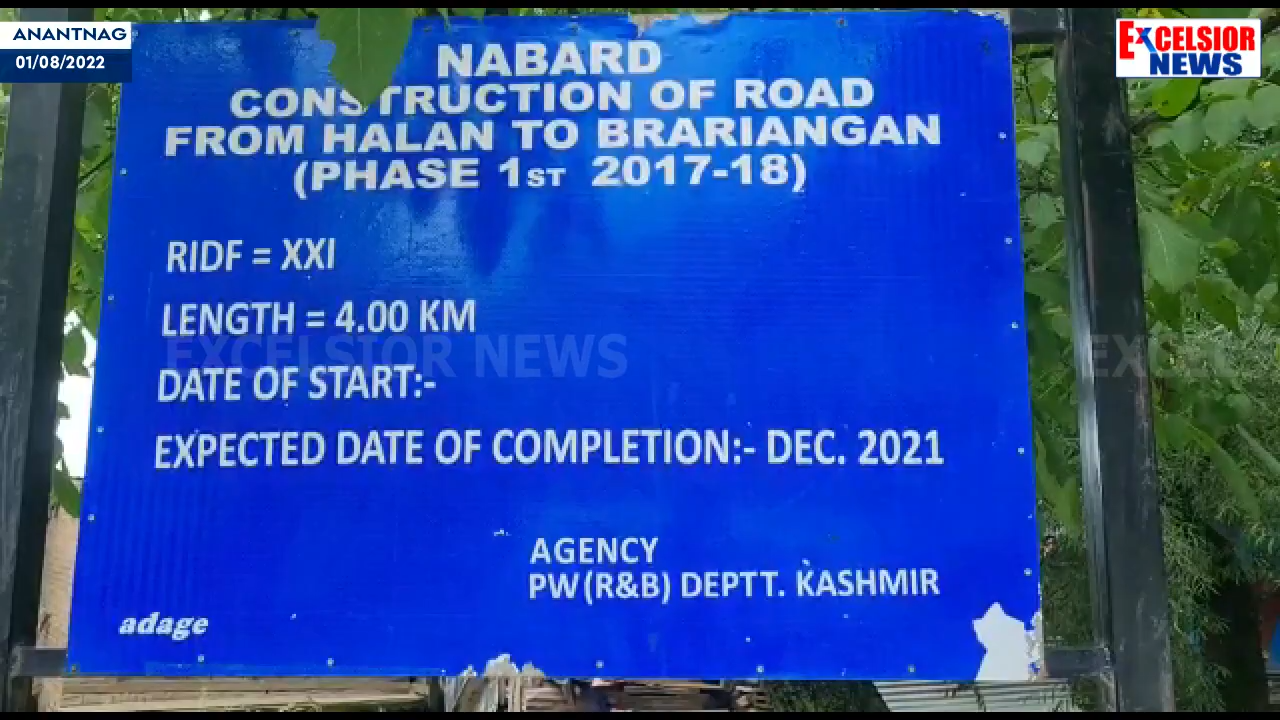 ANANTNAG
01/08/2022
EXCELSIOR
NEWS
NABARD
CONSTRUCTION OF ROAD
FROM HALAN TO BRARIANGAN
(PHASE 1ST 2017-18)
RIDF = XXI
LENGTH = 4.00 KM
EXCELSIOR NEWS
EXCEL
DATE OF START:-
EXPECTED DATE OF COMPLETION:- DEC. 2021
AGENCY
PW(R&B) DEPTT. KASHMIR
adage